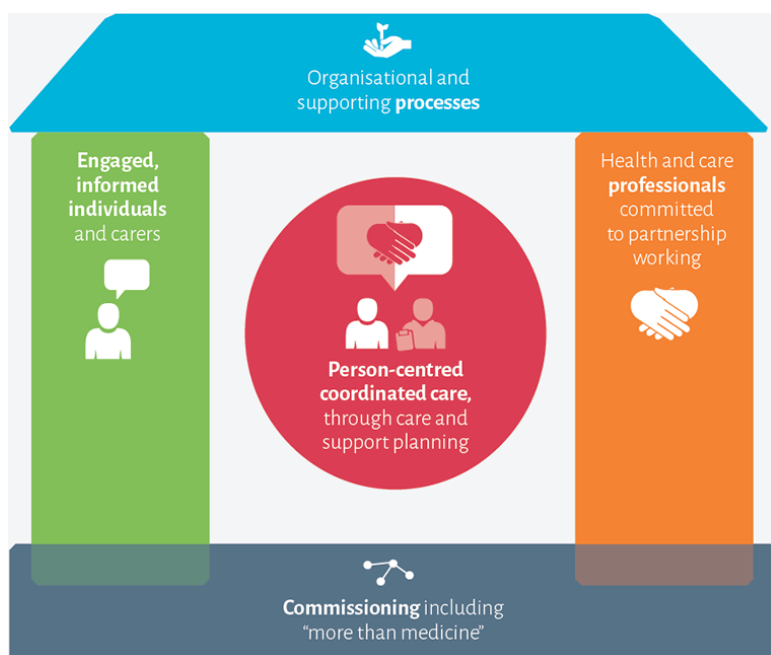 Organisational and
supporting processes
Engaged,
informed
individuals
and carers
Person-centred
coordinated care,
through care and
support planning
Health and care
professionals
committed
to partnership
working
Commissioning including
“more than medicine”